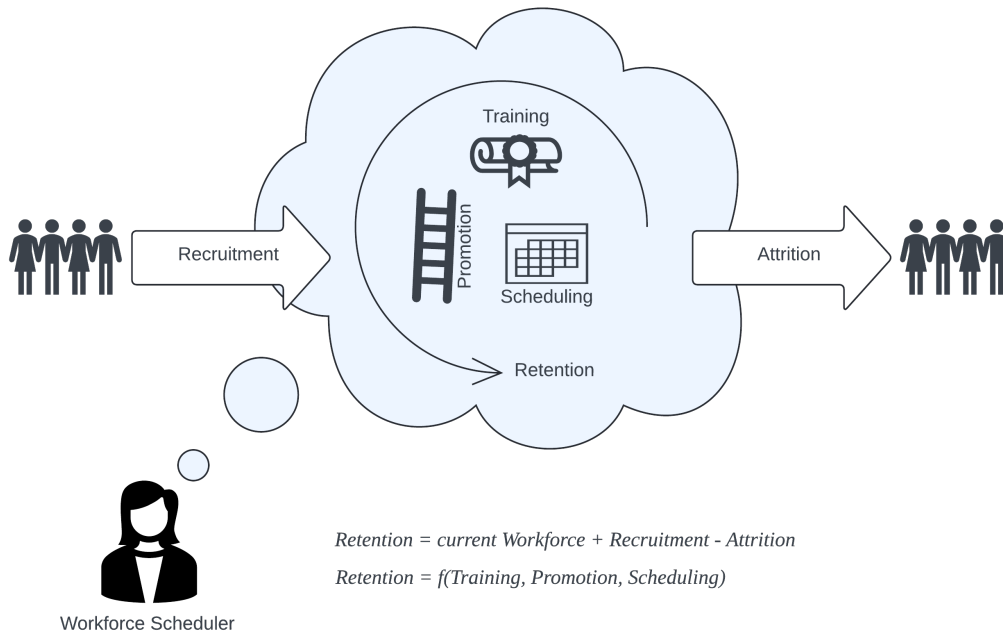 Training
Promotion
Recruitment
Attrition
Scheduling
Retention
Retention = current Workforce + Recruitment - Attrition
Retention = f(Training, Promotion, Scheduling)
Workforce Scheduler